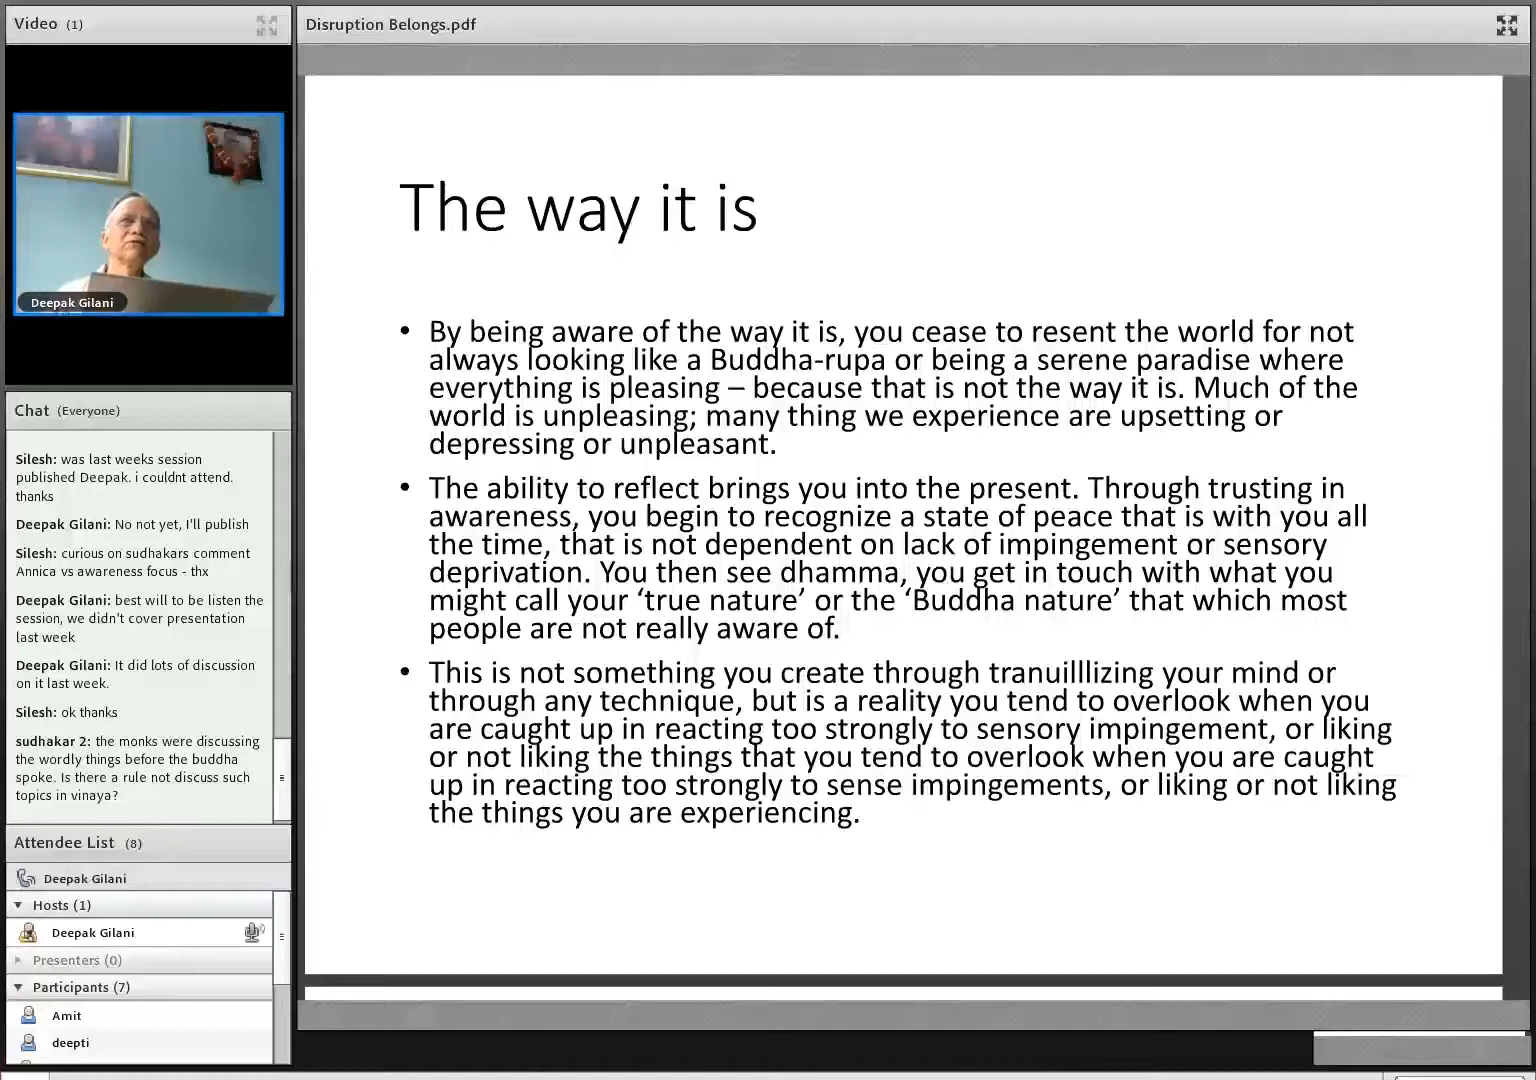 Video (1)
Disruption Belongs.pdf
Deepak Gilani
The way it is
• By being aware of the way it is, you cease to resent the world for not
always looking like a Buddha-rupa or being a serene paradise where
everything is pleasing – because that is not the way it is. Much of the
world is unpleasing; many thing we experience are upsetting or
depressing or unpleasant.
• The ability to reflect brings you into the present. Through trusting in
awareness, you begin to recognize a state of peace that is with you all
the time, that is not dependent on lack of impingement or sensory
deprivation. You then see dhamma, you get in touch with what you
might call your ‘true nature’ or the ‘Buddha nature’ that which most
people are not really aware of.
• This is not something you create through tranuilllizing your mind or
through any technique, but is a reality you tend to overlook when you
are caught up in reacting too strongly to sensory impingement, or liking
or not liking the things that you tend to overlook when you are caught
up in reacting too strongly to sense impingements, or liking or not liking
the things you are experiencing.
Chat (Everyone)
Silesh: was last weeks session
published Deepak. i couldnt attend.
thanks
Deepak Gilani: No not yet, I'll publish
Silesh: curious on sudhakars comment
Annica vs awareness focus - thx
Deepak Gilani: best will to be listen the
session, we didn't cover presentation
last week
Deepak Gilani: It did lots of discussion
on it last week.
Silesh: ok thanks
sudhakar 2: the monks were discussing
the wordly things before the buddha
spoke. Is there a rule not discuss such
topics in vinaya?
Attendee List (8)
Deepak Gilani
Hosts (1)
Deepak Gilani
Presenters (0)
Participants (7)
Amit
deepti